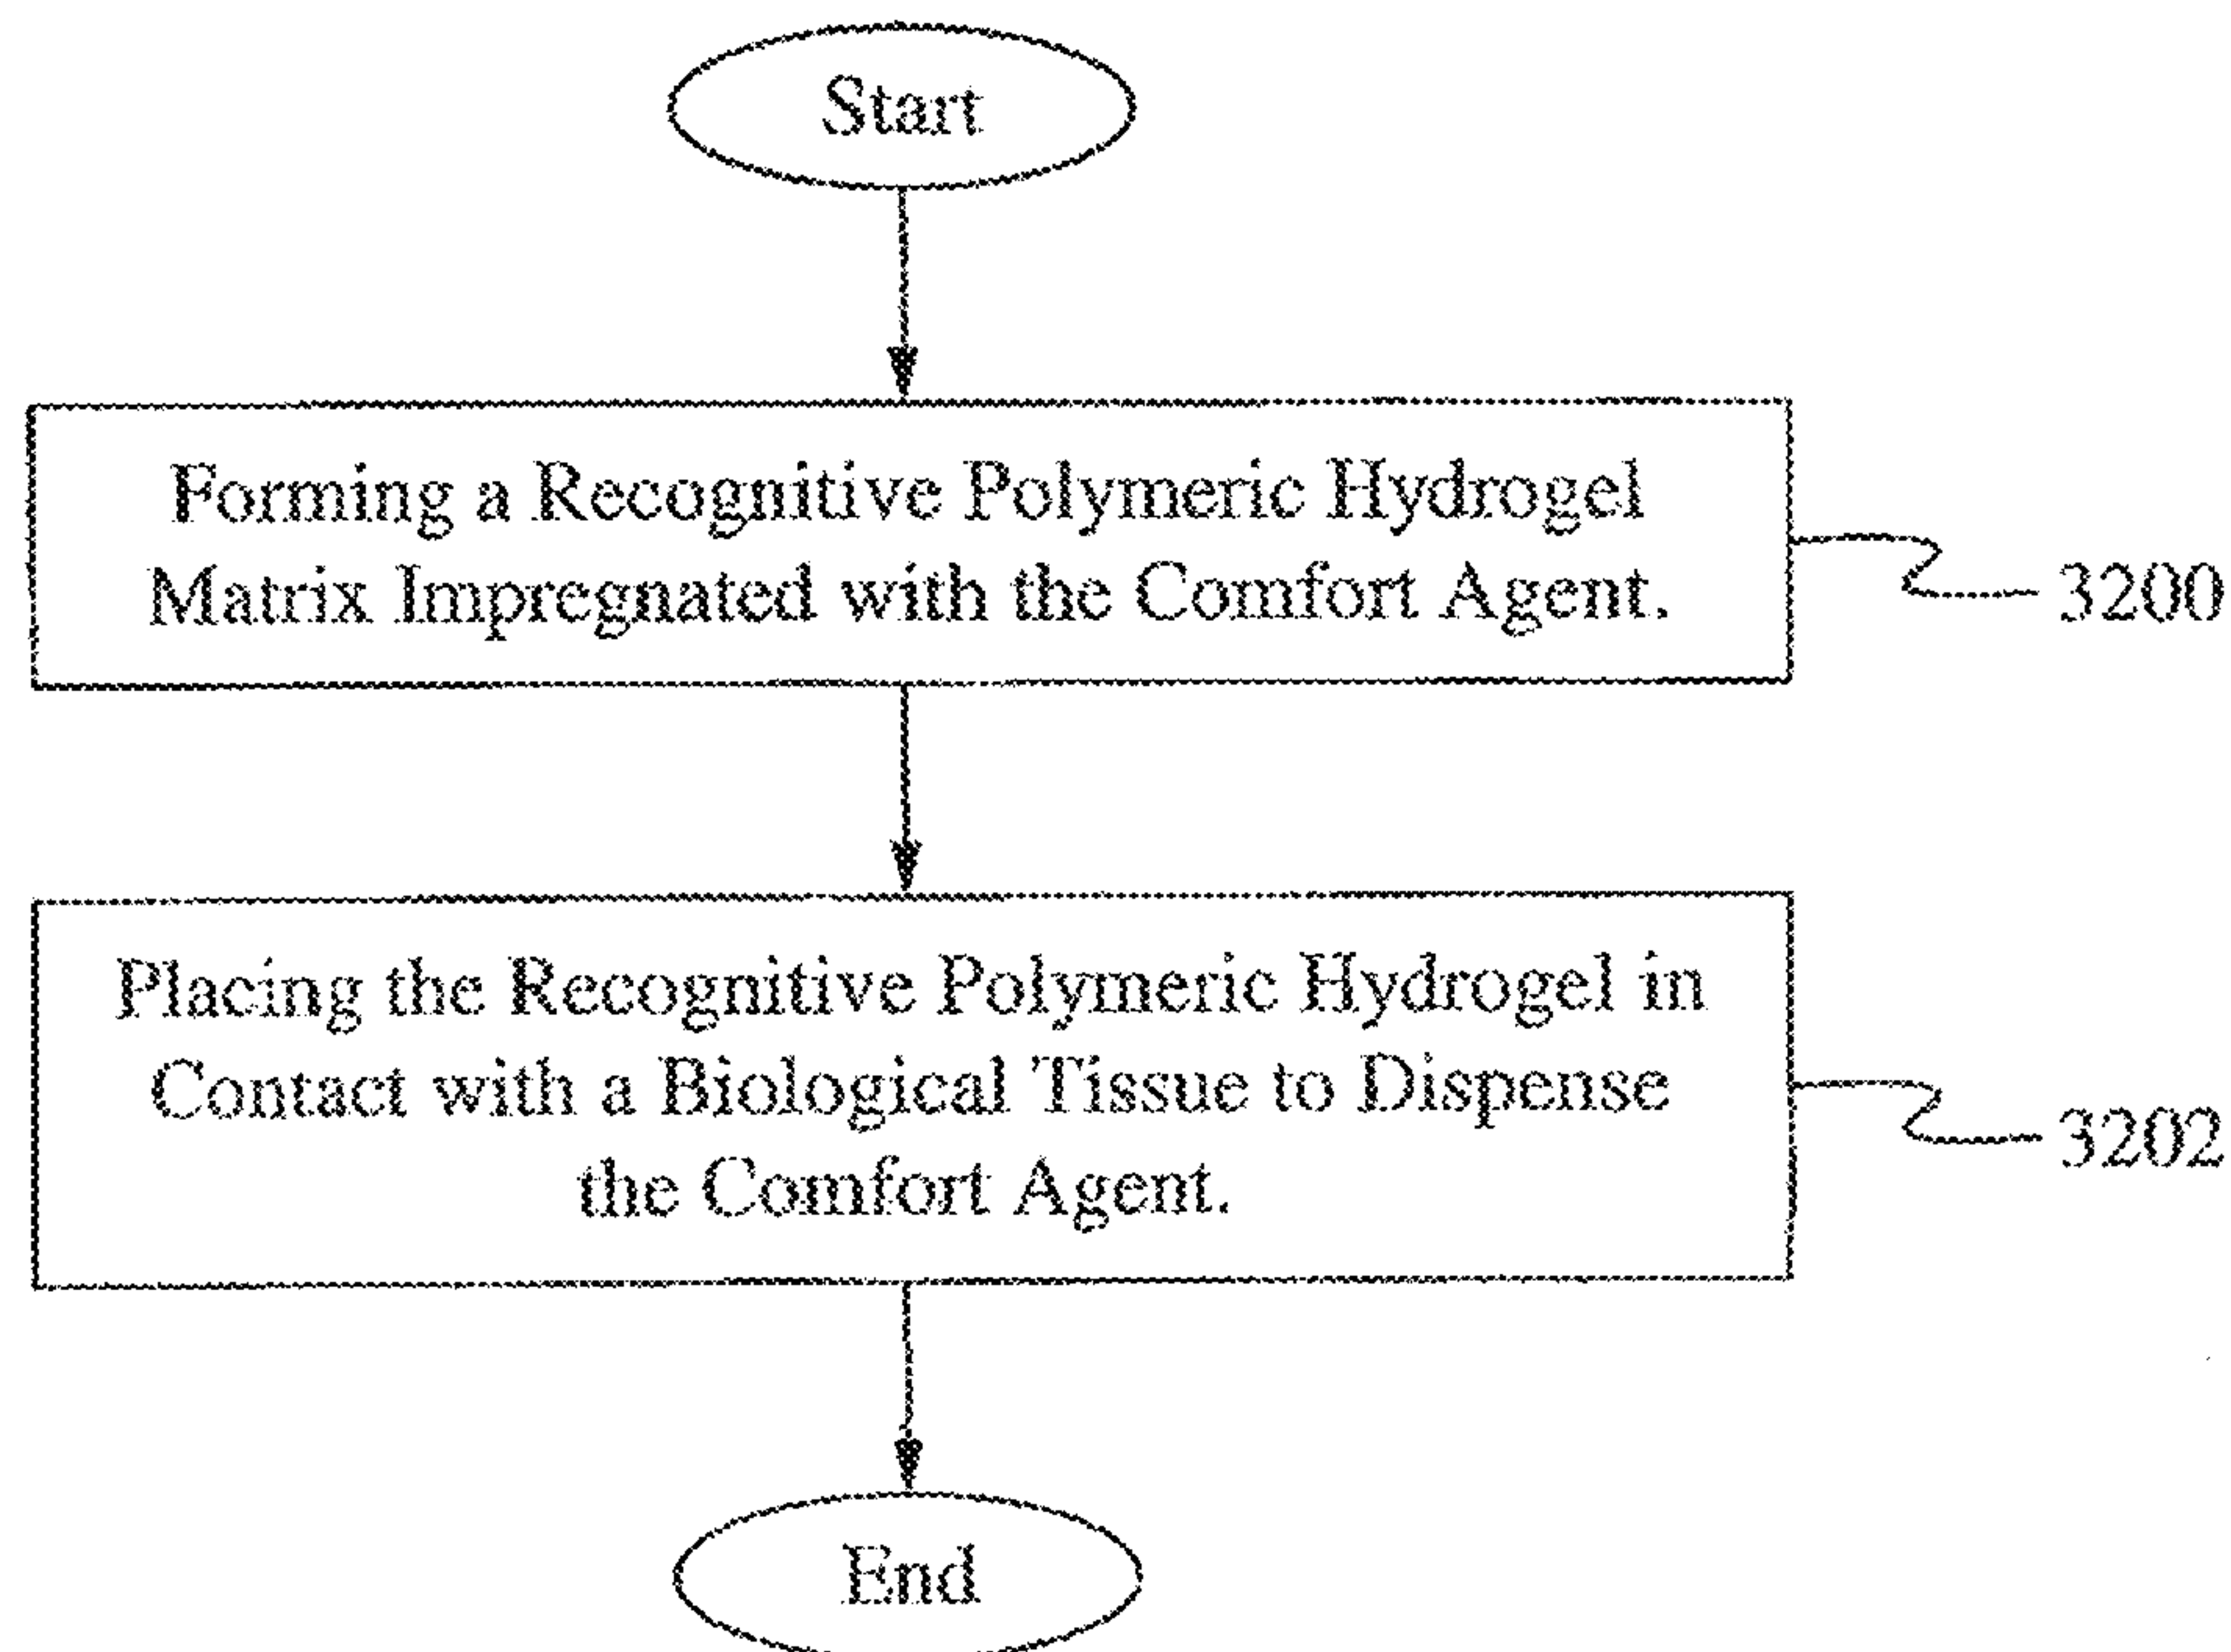 Start
Forming a Recognitive Polymeric Hydrogel
Matrix Impregnated with the Comfort Agent.
3200
Placing the Recognitive Polymeric Hydrogel in
Contact with a Biological Tissue to Dispense
the Comfort Agent.
3202
End